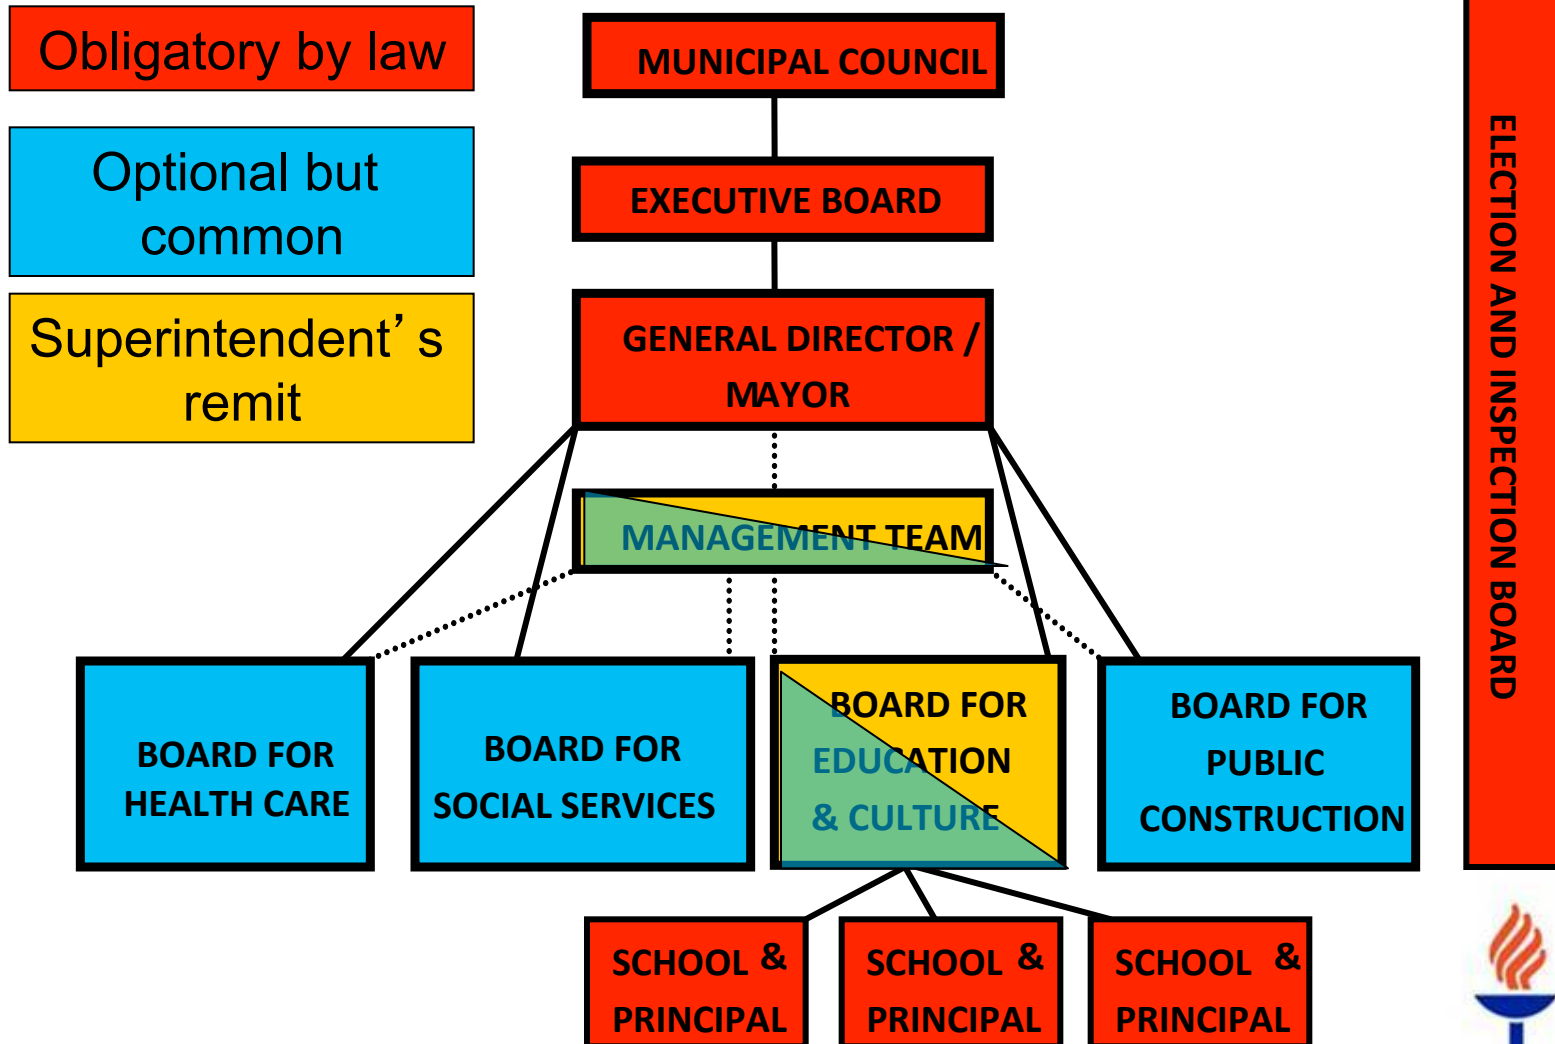 Obligatory by law
Optional but
common
Superintendent’s
remit
MUNICIPAL COUNCIL
EXECUTIVE BOARD
GENERAL DIRECTOR /
MAYOR
MANAGEMENT TEAM
BOARD FOR
HEALTH CARE
BOARD FOR
SOCIAL SERVICES
BOARD FOR
EDUCATION
& CULTURE
BOARD FOR
PUBLIC
CONSTRUCTION
SCHOOL &
PRINCIPAL
SCHOOL &
PRINCIPAL
SCHOOL &
PRINCIPAL
ELECTION AND INSPECTION BOARD